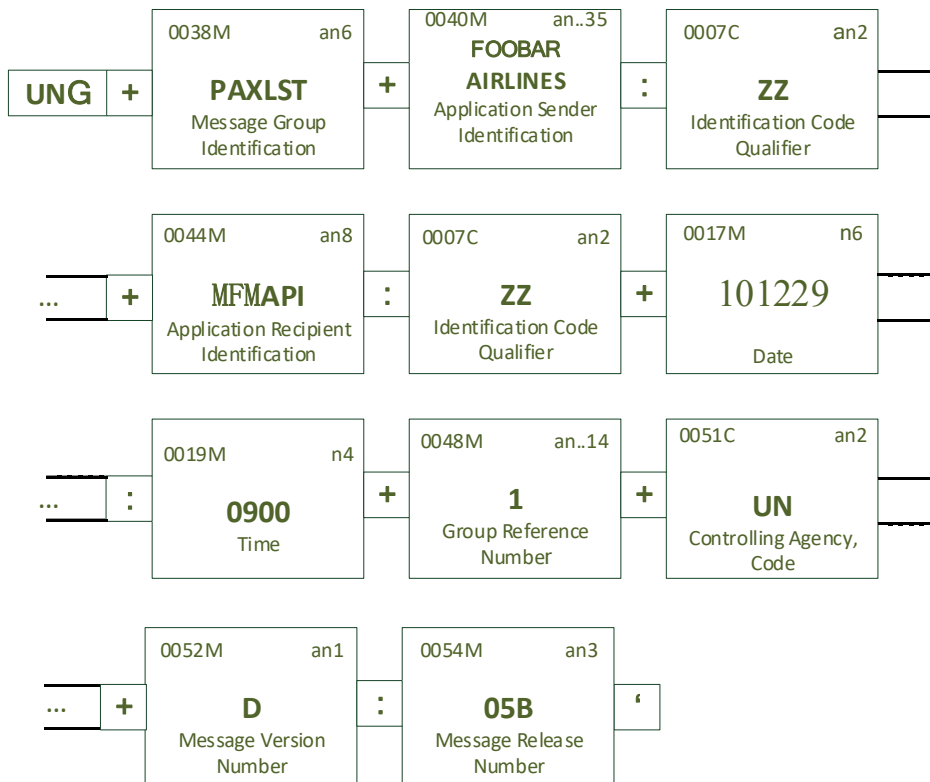 0038M an6 0040M an..35 0007C an2
UNG + PAXLST + FOOBAR AIRLINES : ZZ
Message Group Identification Application Sender Identification Identification Code Qualifier
0044M an8 0007C an2 0017M n6
... + MFMAPI : ZZ + 101229
Application Recipient Identification Identification Code Qualifier Date
0019M n4 0048M an..14 0051C an2
... : 0900 + 1 + UN
Time Group Reference Number Controlling Agency, Code
0052M an1 0054M an3
... + D : 05B ‘
Message Version Number Message Release Number